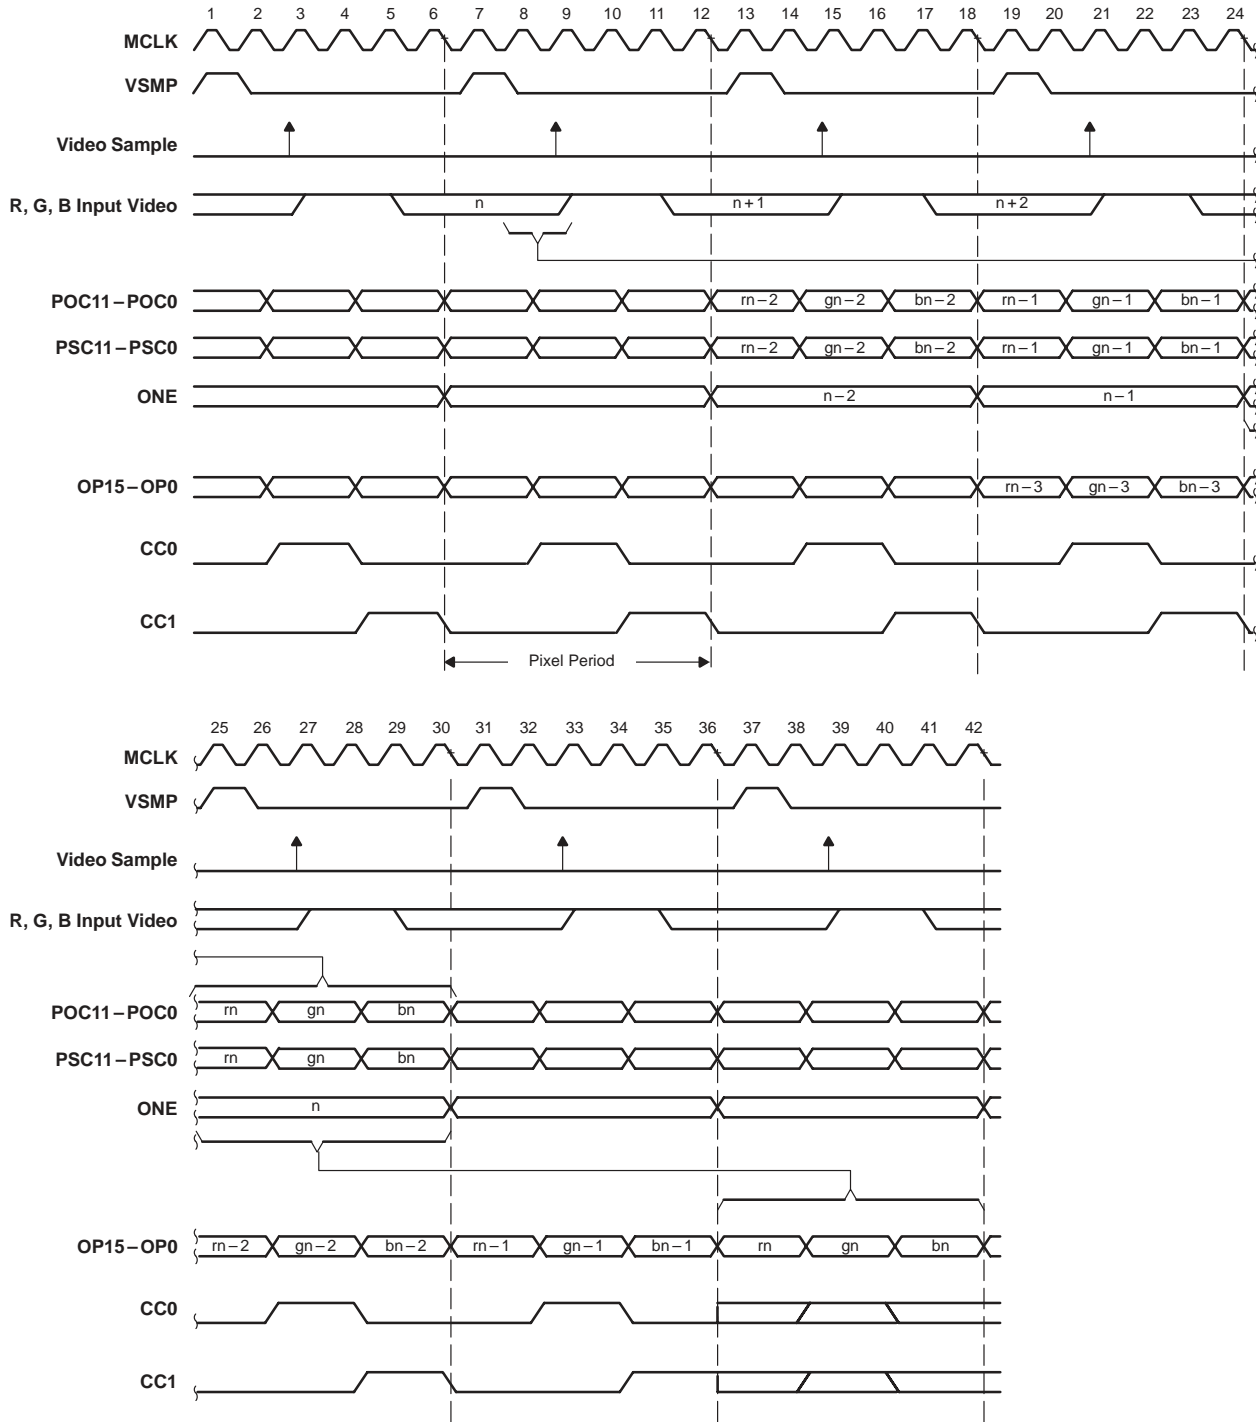 1 2 3 4 5 6 7 8 9 10 11 12 13 14 15 16 17 18 19 20 21 22 23 24
MCLK
VSMP
Video Sample
R, G, B Input Video n n+1 n+2
POC11–POC0 rn–2 gn–2 bn–2 rn–1 gn–1 bn–1
PSC11–PSC0 rn–2 gn–2 bn–2 rn–1 gn–1 bn–1
ONE n–2 n–1
OP15–OP0 rn–3 gn–3 bn–3
CC0
CC1
Pixel Period
25 26 27 28 29 30 31 32 33 34 35 36 37 38 39 40 41 42
MCLK
VSMP
Video Sample
R, G, B Input Video
POC11–POC0 rn gn bn
PSC11–PSC0 rn gn bn
ONE n
OP15–OP0 rn–2 gn–2 bn–2 rn–1 gn–1 bn–1 rn gn bn
CC0
CC1